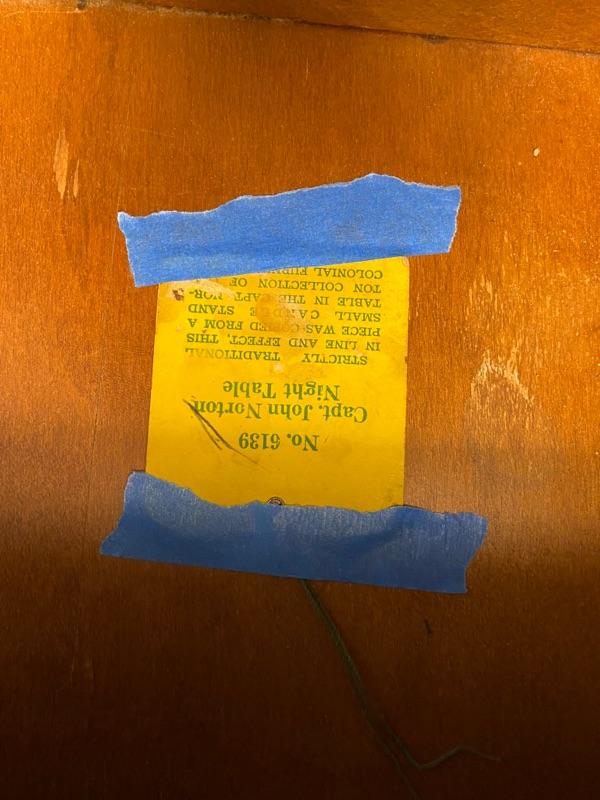 No. 6139
Capt. John Norton
Night Table
STRICTLY TRADITIONAL
IN LINE AND EFFECT, THIS
PIECE WAS COPIED FROM A
SMALL CANDLE STAND
TABLE IN THE CAPT. NOR-
TON COLLECTION OF
COLONIAL